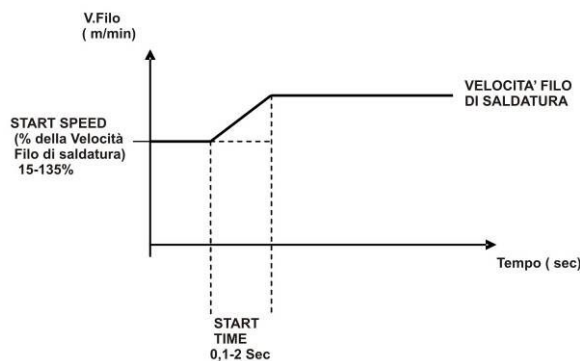 V.Filo
( m/min)
START SPEED
(% della Velocità
Filo di saldatura)
15-135%
VELOCITA' FILO
DI SALDATURA
Tempo ( sec)
START
TIME
0,1-2 Sec